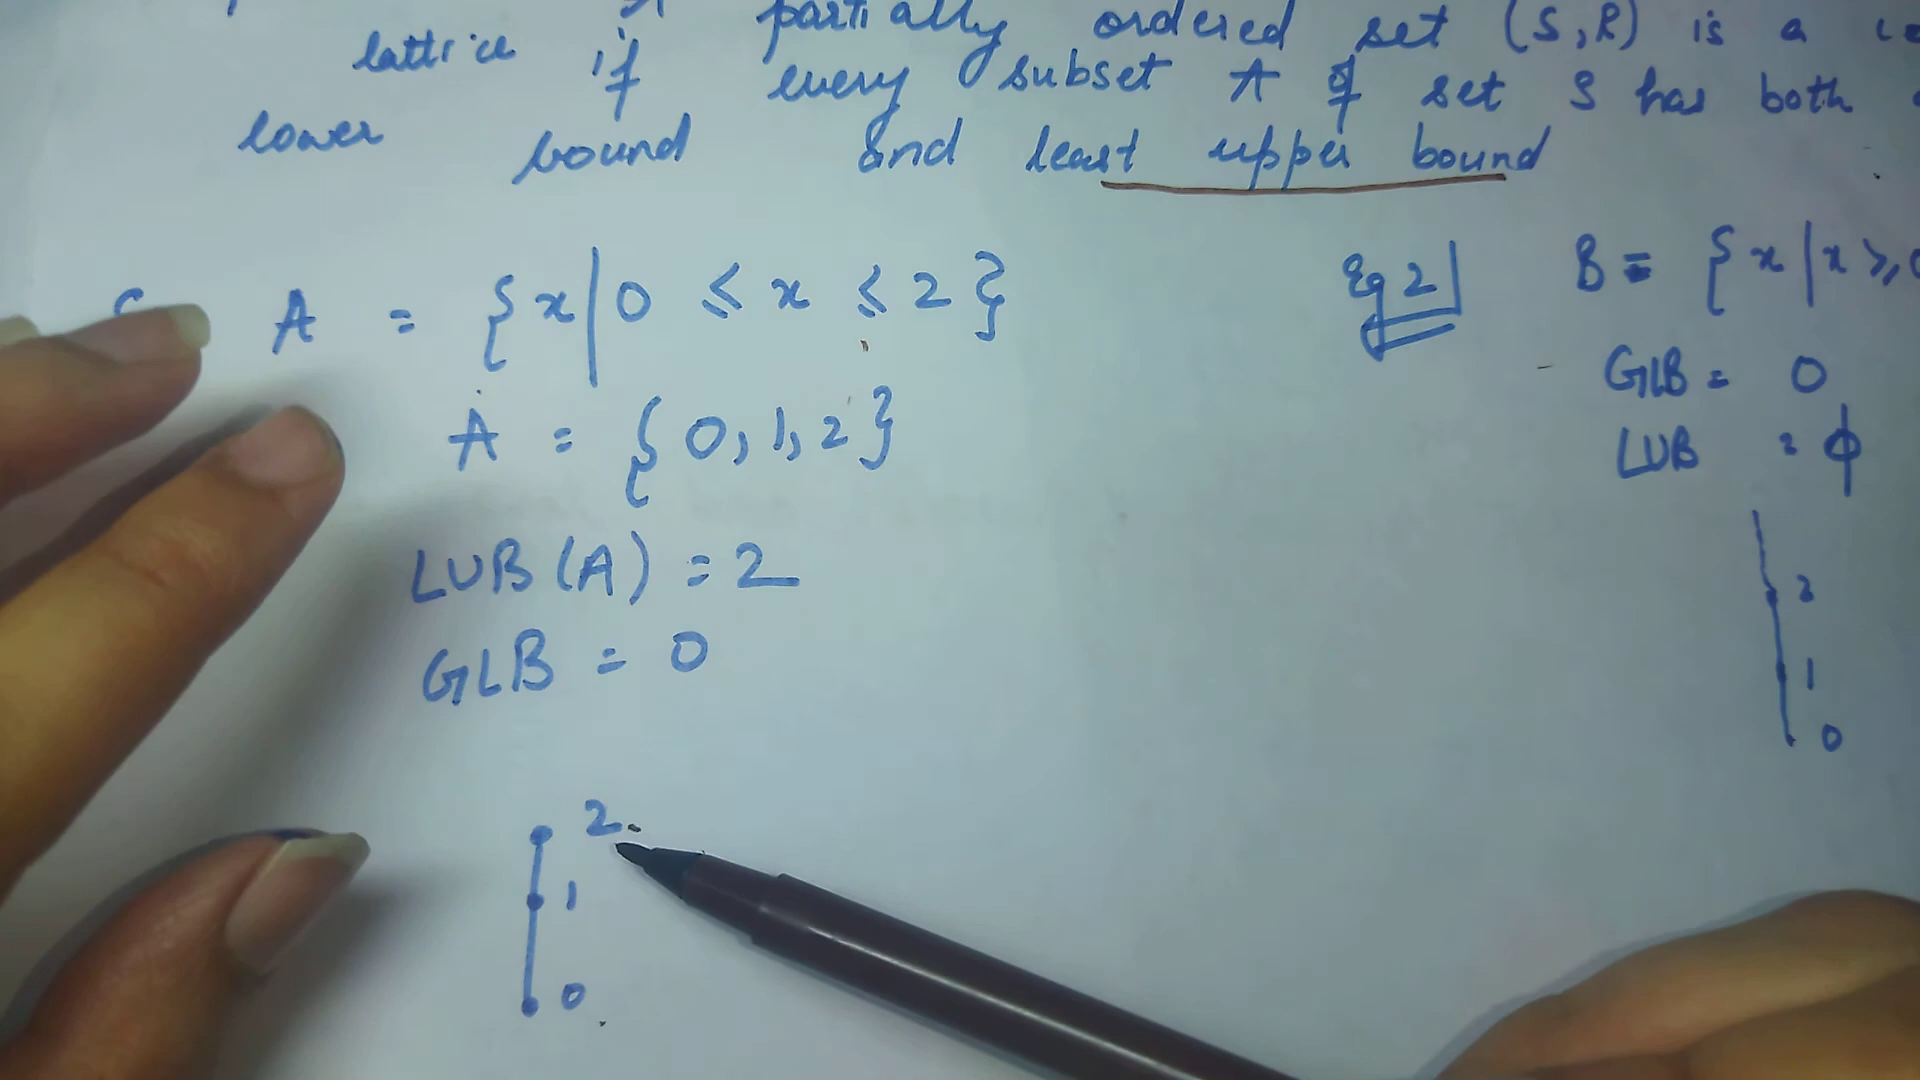 partially ordered set (S,R) is a
lattice if every subset A of set S has both
lower bound and least upper bound
A = {x|0 ≤ x ≤ 2}
A = {0,1,2}
LUB(A) = 2
GLB = 0
2
1
0
Eg 2
B = {x|x ≥
GLB = 0
LUB = ϕ
2
1
0